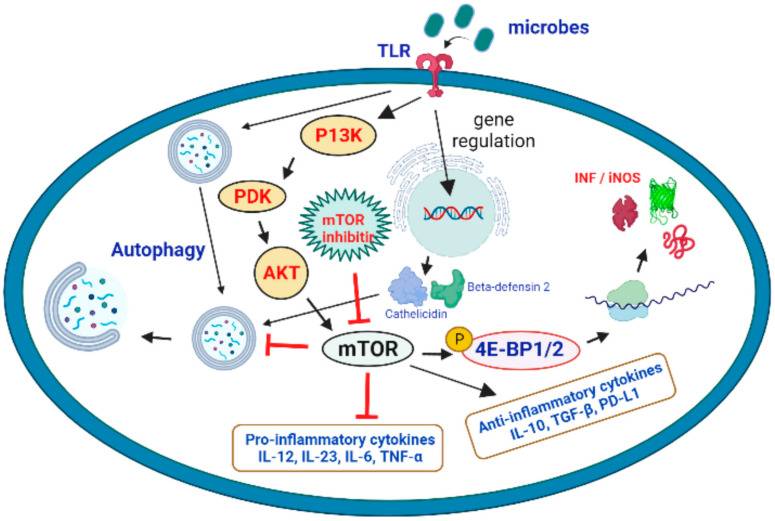 microbes
TLR
gene
regulation
P13K
PDK
INF / iNOS
mTOR
inhibitir
Autophagy
AKT
Beta-defensin 2
Cathelicidin
mTOR
P
4E-BP1/2
Anti-inflammatory cytokines
IL-10, TGF-β, PD-L1
Pro-inflammatory cytokines
IL-12, IL-23, IL-6, TNF-α